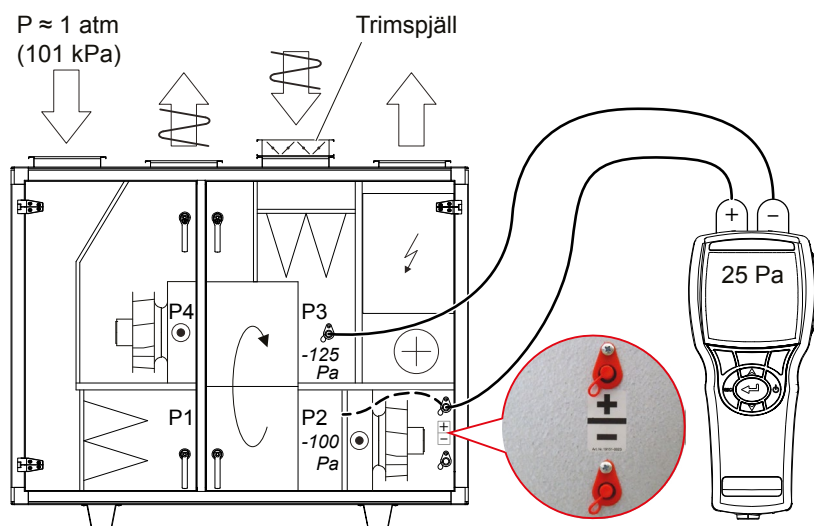 P ≈ 1 atm
(101 kPa)
Trimspjäll
+
−
25 Pa
P4
P3
-125
Pa
P1
P2
-100
Pa
+
−
+
−